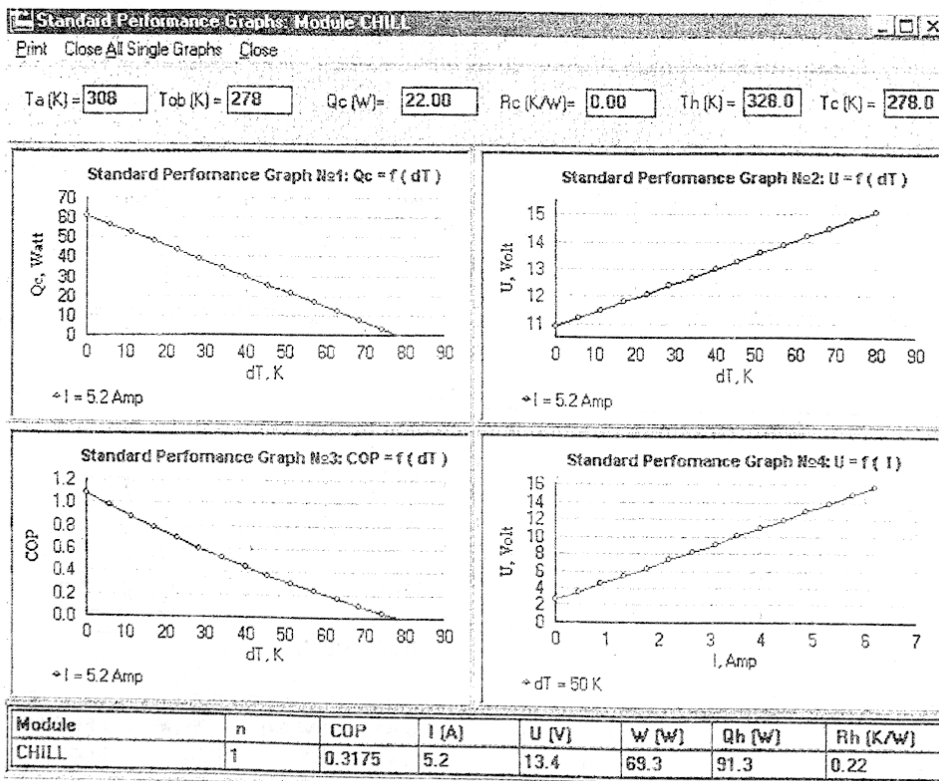 Standard Performance Graphs: Module CHILL
Print Close All Single Graphs Close
Ta (K) = 308 Tob (K) = 278 Qc (W)= 22.00 Rc (K/W)= 0.00 Th (K) = 328.0 Tc (K) = 278.0
Standard Perfomance Graph №1: Qc = f ( dT )
Qc, Watt
70
60
50
40
30
20
10
0
0 10 20 30 40 50 60 70 80 90
dT, K
I = 5.2 Amp
Standard Perfomance Graph №2: U = f ( dT )
U, Volt
15
14
13
12
11
0 10 20 30 40 50 60 70 80 90
dT, K
I = 5.2 Amp
Standard Perfomance Graph №3: COP = f ( dT )
COP
1.2
1.0
0.8
0.6
0.4
0.2
0.0
0 10 20 30 40 50 60 70 80 90
dT, K
I = 5.2 Amp
Standard Perfomance Graph №4: U = f ( I )
U, Volt
16
14
12
10
8
6
4
2
0
0 1 2 3 4 5 6 7
I, Amp
dT = 50 K
Module n COP I (A) U (V) W (W) Qh (W) Rh (K/W)
CHILL 1 0.3175 5.2 13.4 69.3 91.3 0.22